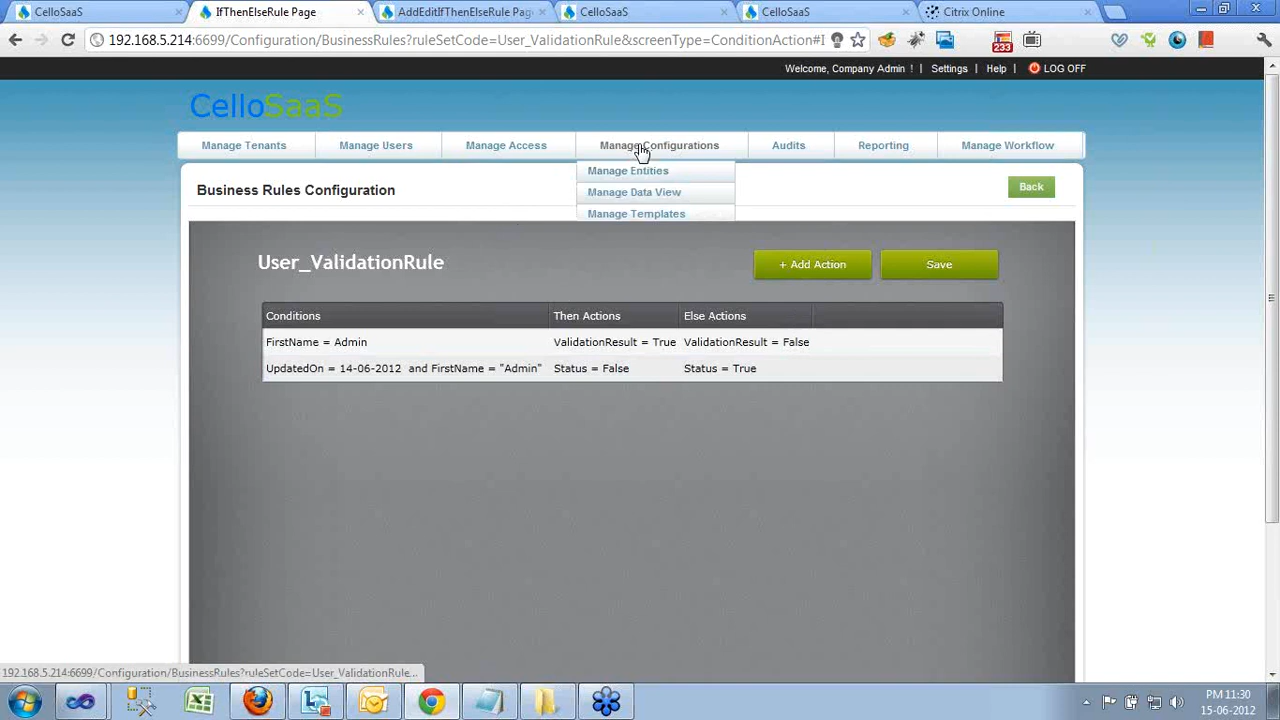 CelloSaaS
IfThenElseRule Page
AddEditIfThenElseRule Pag
CelloSaaS
CelloSaaS
Citrix Online
192.168.5.214:6699/Configuration/BusinessRules?ruleSetCode=User_ValidationRule&screenType=ConditionAction#
233
Welcome, Company Admin ! | Settings | Help | LOG OFF
CelloSaaS
Manage Tenants
Manage Users
Manage Access
Manage Configurations
Audits
Reporting
Manage Workflow
Manage Entities
Manage Data View
Manage Templates
Business Rules Configuration
Back
User_ValidationRule
+ Add Action
Save
Conditions Then Actions Else Actions
FirstName = Admin ValidationResult = True ValidationResult = False
UpdatedOn = 14-06-2012 and FirstName = "Admin" Status = False Status = True
192.168.5.214:6699/Configuration/BusinessRules?ruleSetCode=User_ValidationRule...
PM 11:30
15-06-2012